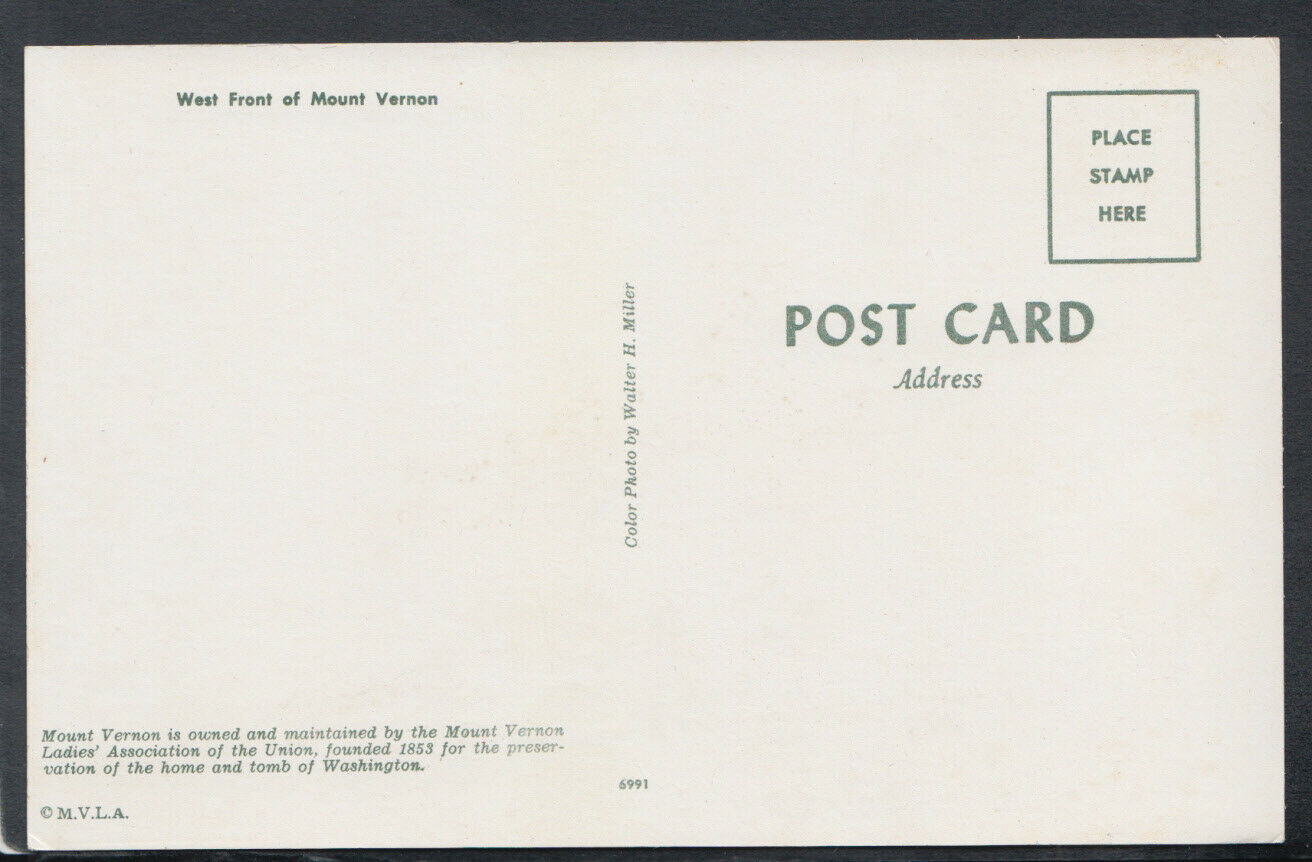 West Front of Mount Vernon
PLACE
STAMP
HERE
POST CARD
Address
Color Photo by Walter H. Miller
Mount Vernon is owned and maintained by the Mount Vernon
Ladies' Association of the Union, founded 1853 for the preser-
vation of the home and tomb of Washington.
6991
© M.V.L.A.